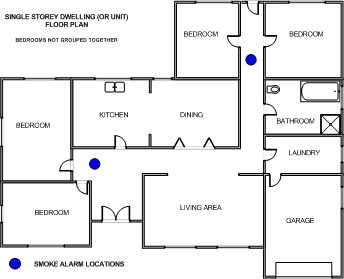 SINGLE STOREY DWELLING (OR UNIT)
FLOOR PLAN
BEDROOMS NOT GROUPED TOGETHER
BEDROOM
BEDROOM
KITCHEN
DINING
BATHROOM
BEDROOM
LAUNDRY
BEDROOM
LIVING AREA
GARAGE
SMOKE ALARM LOCATIONS